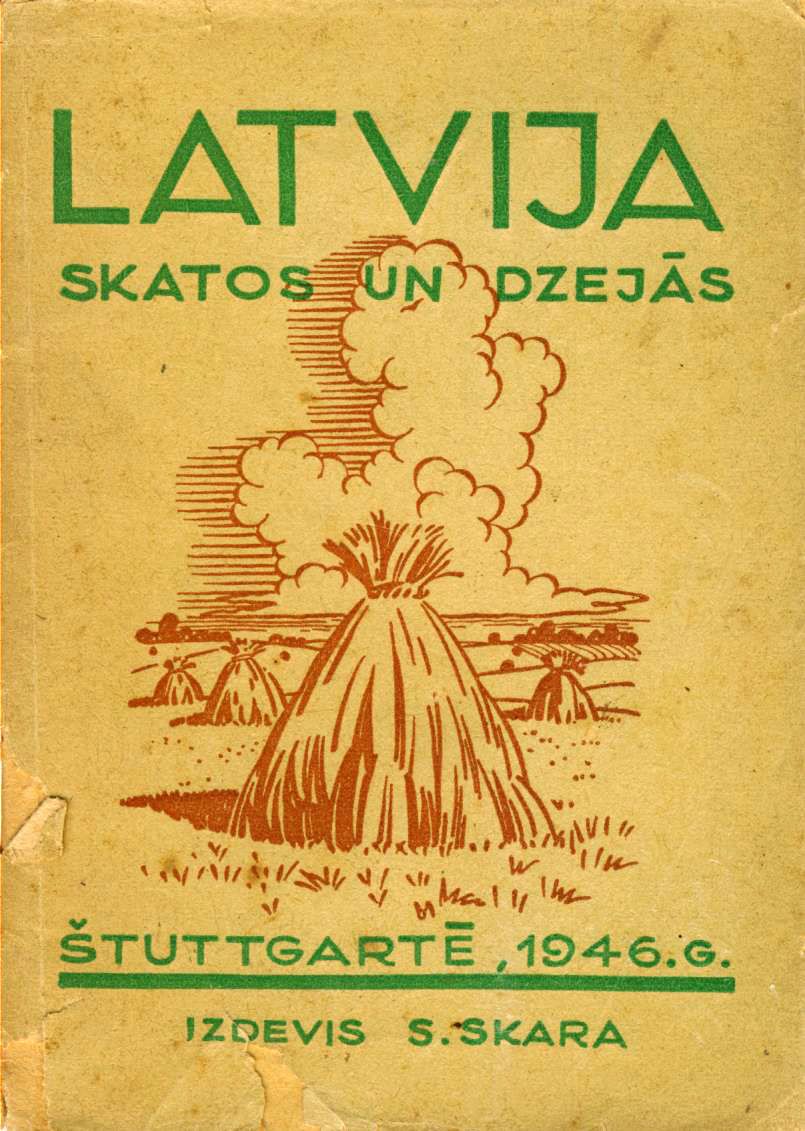 LATVIJA
SKATOS UN DZEJĀS
ŠTUTTGARTĒ, 1946.G.
IZDEVIS S. SKARA